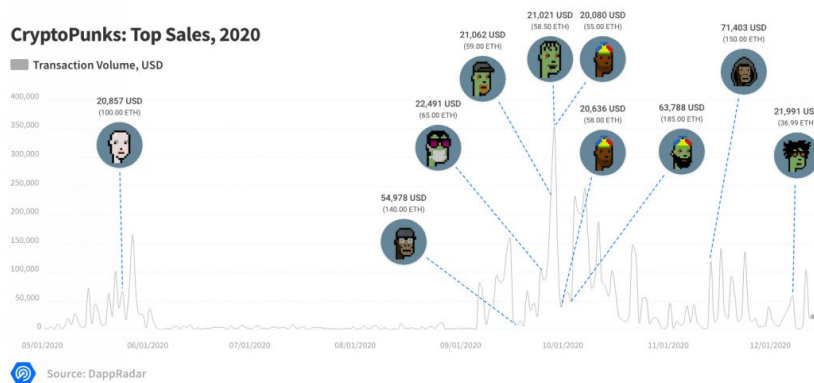 CryptoPunks: Top Sales, 2020
Transaction Volume, USD
20,857 USD
(100.00 ETH)
54,978 USD
(140.00 ETH)
22,491 USD
(65.00 ETH)
21,062 USD
(59.00 ETH)
21,021 USD
(58.50 ETH)
20,080 USD
(55.00 ETH)
20,636 USD
(58.00 ETH)
63,788 USD
(185.00 ETH)
71,403 USD
(150.00 ETH)
21,991 US
(36.99 ETH)
400,000
350,000
300,000
250,000
200,000
150,000
100,000
50,000
0
05/01/2020 06/01/2020 07/01/2020 08/01/2020 09/01/2020 10/01/2020 11/01/2020 12/01/2020
Source: DappRadar